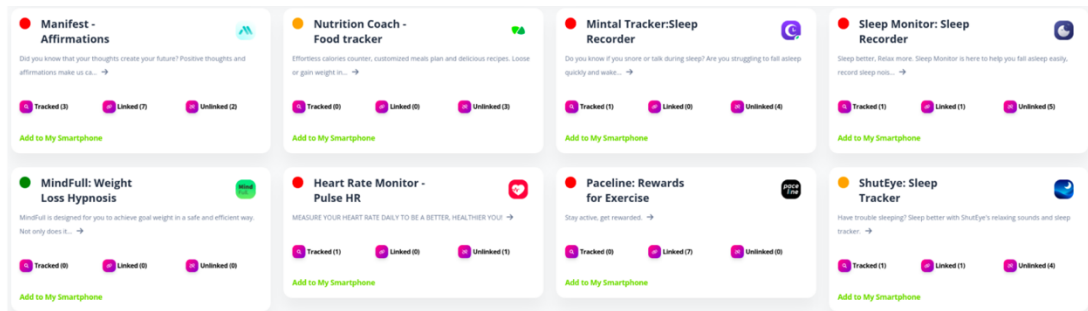 Manifest -
Affirmations
Did you know that your thoughts create your future? Positive thoughts and
affirmations make us ca... →
Tracked (3) Linked (7) Unlinked (2)
Add to My Smartphone
Nutrition Coach -
Food tracker
Effortless calories counter, customized meals plan and delicious recipes. Loose
or gain weight in... →
Tracked (0) Linked (0) Unlinked (3)
Add to My Smartphone
Mintal Tracker:Sleep
Recorder
Do you know if you snore or talk during sleep? Are you struggling to fall asleep
quickly and wake... →
Tracked (1) Linked (0) Unlinked (4)
Add to My Smartphone
Sleep Monitor: Sleep
Recorder
Sleep better, Relax more. Sleep Monitor is here to help you fall asleep easily,
record sleep nois... →
Tracked (1) Linked (1) Unlinked (5)
Add to My Smartphone
MindFull: Weight
Loss Hypnosis
Mind
Full.
MindFull is designed for you to achieve goal weight in a safe and efficient way.
Not only does it... →
Tracked (0) Linked (0) Unlinked (0)
Add to My Smartphone
Heart Rate Monitor -
Pulse HR
MEASURE YOUR HEART RATE DAILY TO BE A BETTER, HEALTHIER YOU! →
Tracked (1) Linked (0) Unlinked (1)
Add to My Smartphone
Paceline: Rewards
for Exercise
pace
line
Stay active, get rewarded. →
Tracked (0) Linked (7) Unlinked (0)
Add to My Smartphone
ShutEye: Sleep
Tracker
Have trouble sleeping? Sleep better with ShutEye's relaxing sounds and sleep
tracker. →
Tracked (1) Linked (1) Unlinked (4)
Add to My Smartphone